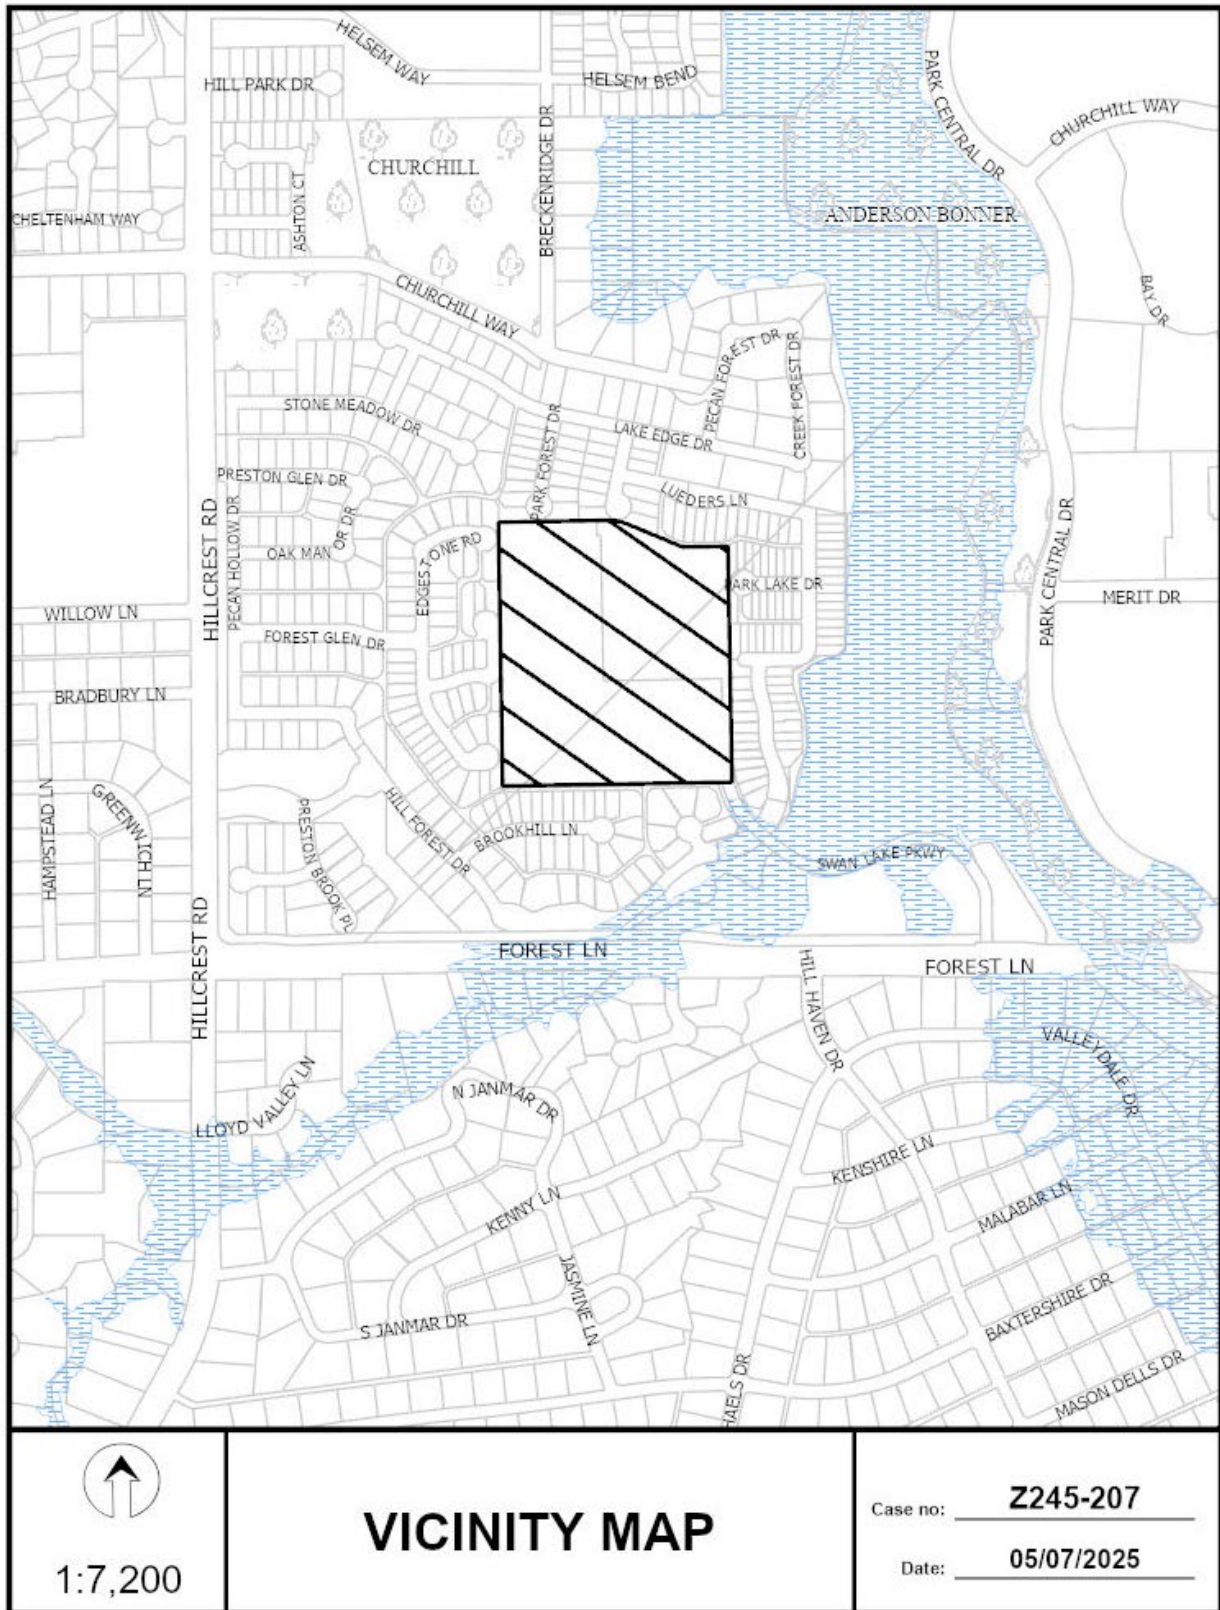 HELSEM WAY
HILL PARK DR
HELSEM BEND
PARK CENTRAL DR
CHURCHILL WAY
CHURCHILL
BRECKENRIDGE DR
ASHTON CT
CHELTENHAM WAY
ANDERSON BONNER
BAY DR
CHURCHILL WAY
PECAN FOREST DR
CREEK FOREST DR
STONE MEADOW DR
PARK FOREST DR
LAKE EDGE DR
PRESTON GLEN DR
LUEDERS LN
HILLCREST RD
PECAN HOLLOW DR
OAK MAN
OR DR
EDGESTONE RD
PARK LAKE DR
PARK CENTRAL DR
MERIT DR
WILLOW LN
FOREST GLEN DR
BRADBURY LN
HAMPSTEAD LN
GREENWICH LN
PRESTON BROOK PL
HILL FOREST DR
BROOKHILL LN
SWAN LAKE PKWY
HILLCREST RD
FOREST LN
FOREST LN
HILL HAVEN DR
VALLEYDALE DR
LLOYD VALLEY LN
N JANMAR DR
KENSHIRE LN
KENNY LN
MALABAR LN
JASMINE LN
S JANMAR DR
BAXTERSHIRE DR
HAELS DR
MASON DELLS DR
1:7,200
VICINITY MAP
Case no: Z245-207
Date: 05/07/2025